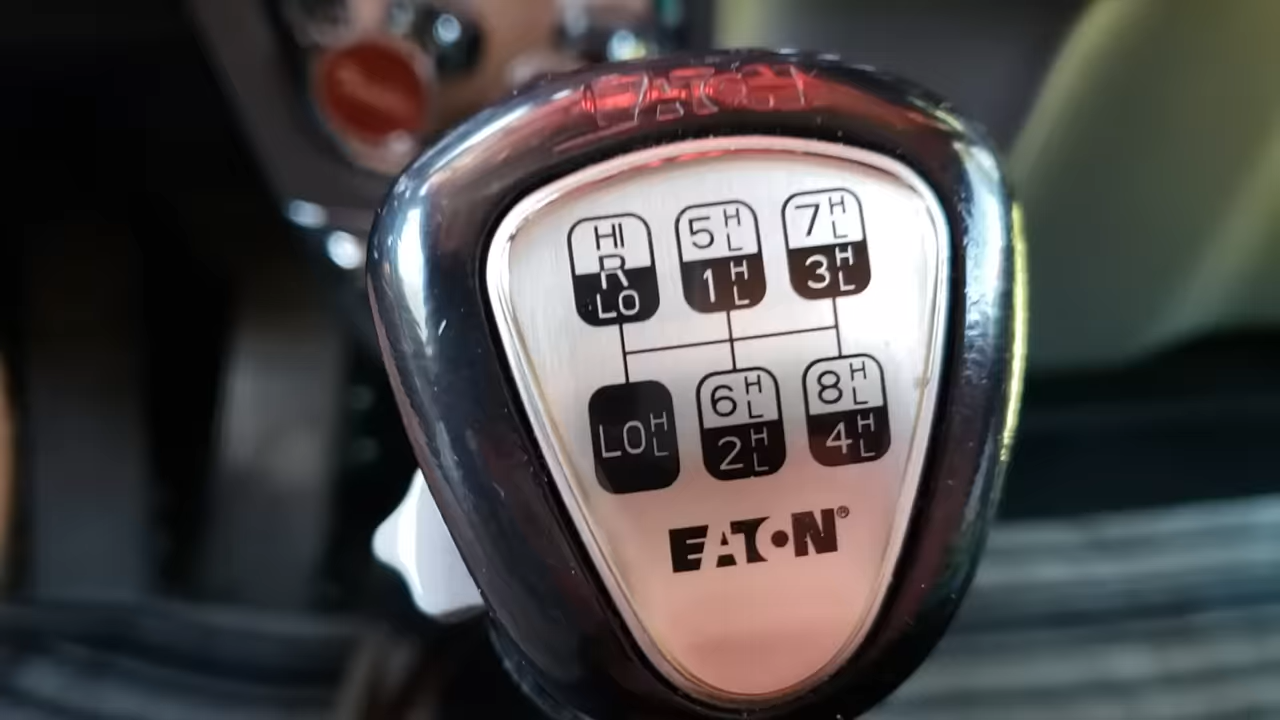 HI
R
LO
5 H L
1 H L
7 H L
3 H L
LO H L
6 H L
2 H L
8 H L
4 H L
EATON®